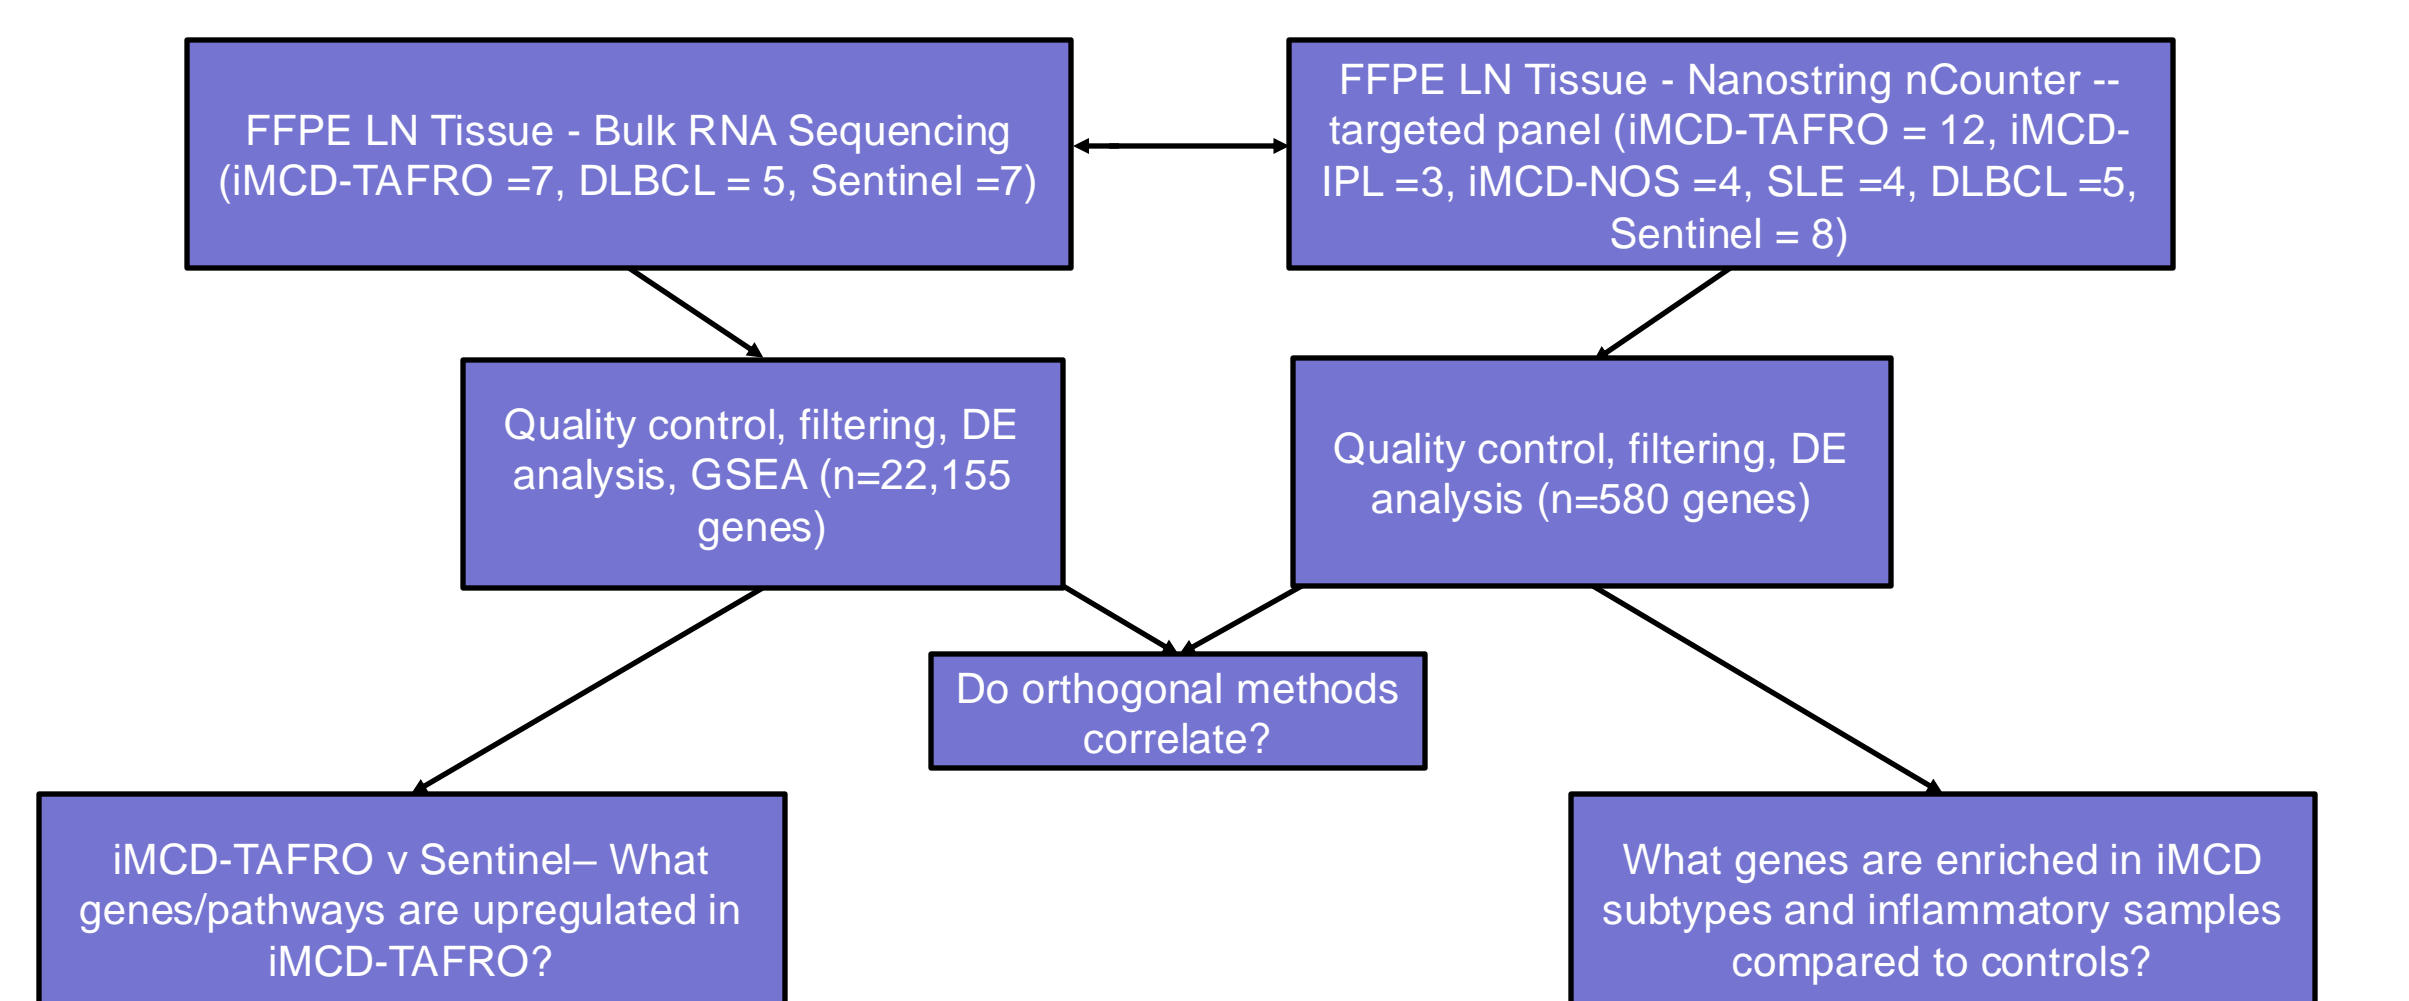 FFPE LN Tissue - Bulk RNA Sequencing
(iMCD-TAFRO =7, DLBCL = 5, Sentinel =7)
FFPE LN Tissue - Nanostring nCounter --
targeted panel (iMCD-TAFRO = 12, iMCD-
IPL =3, iMCD-NOS =4, SLE =4, DLBCL =5,
Sentinel = 8)
Quality control, filtering, DE
analysis, GSEA (n=22,155
genes)
Quality control, filtering, DE
analysis (n=580 genes)
Do orthogonal methods
correlate?
iMCD-TAFRO v Sentinel– What
genes/pathways are upregulated in
iMCD-TAFRO?
What genes are enriched in iMCD
subtypes and inflammatory samples
compared to controls?